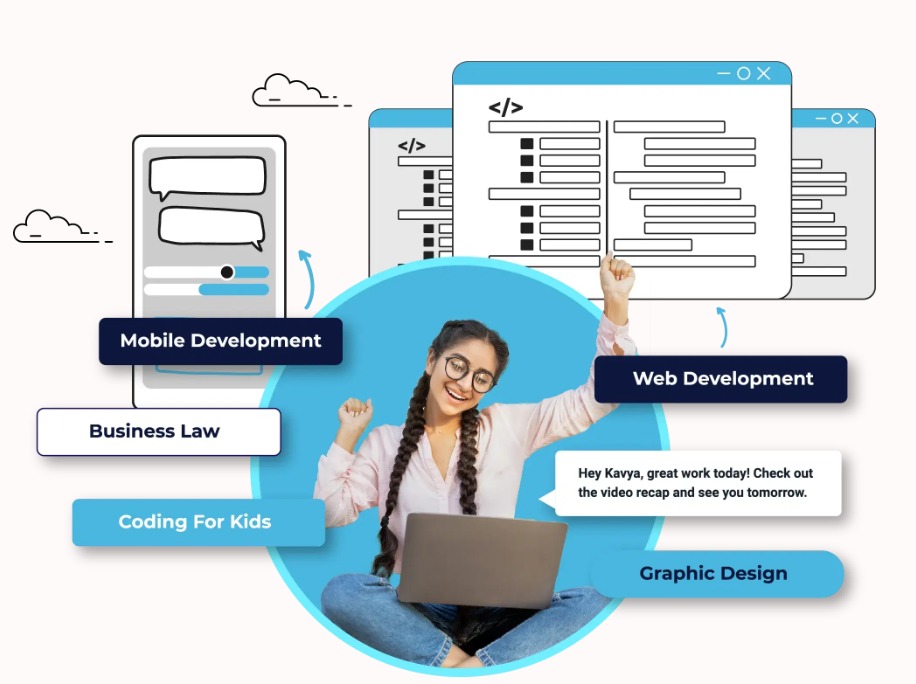 </>
</>
Mobile Development
Web Development
Business Law
Hey Kavya, great work today! Check out
the video recap and see you tomorrow.
Coding For Kids
Graphic Design